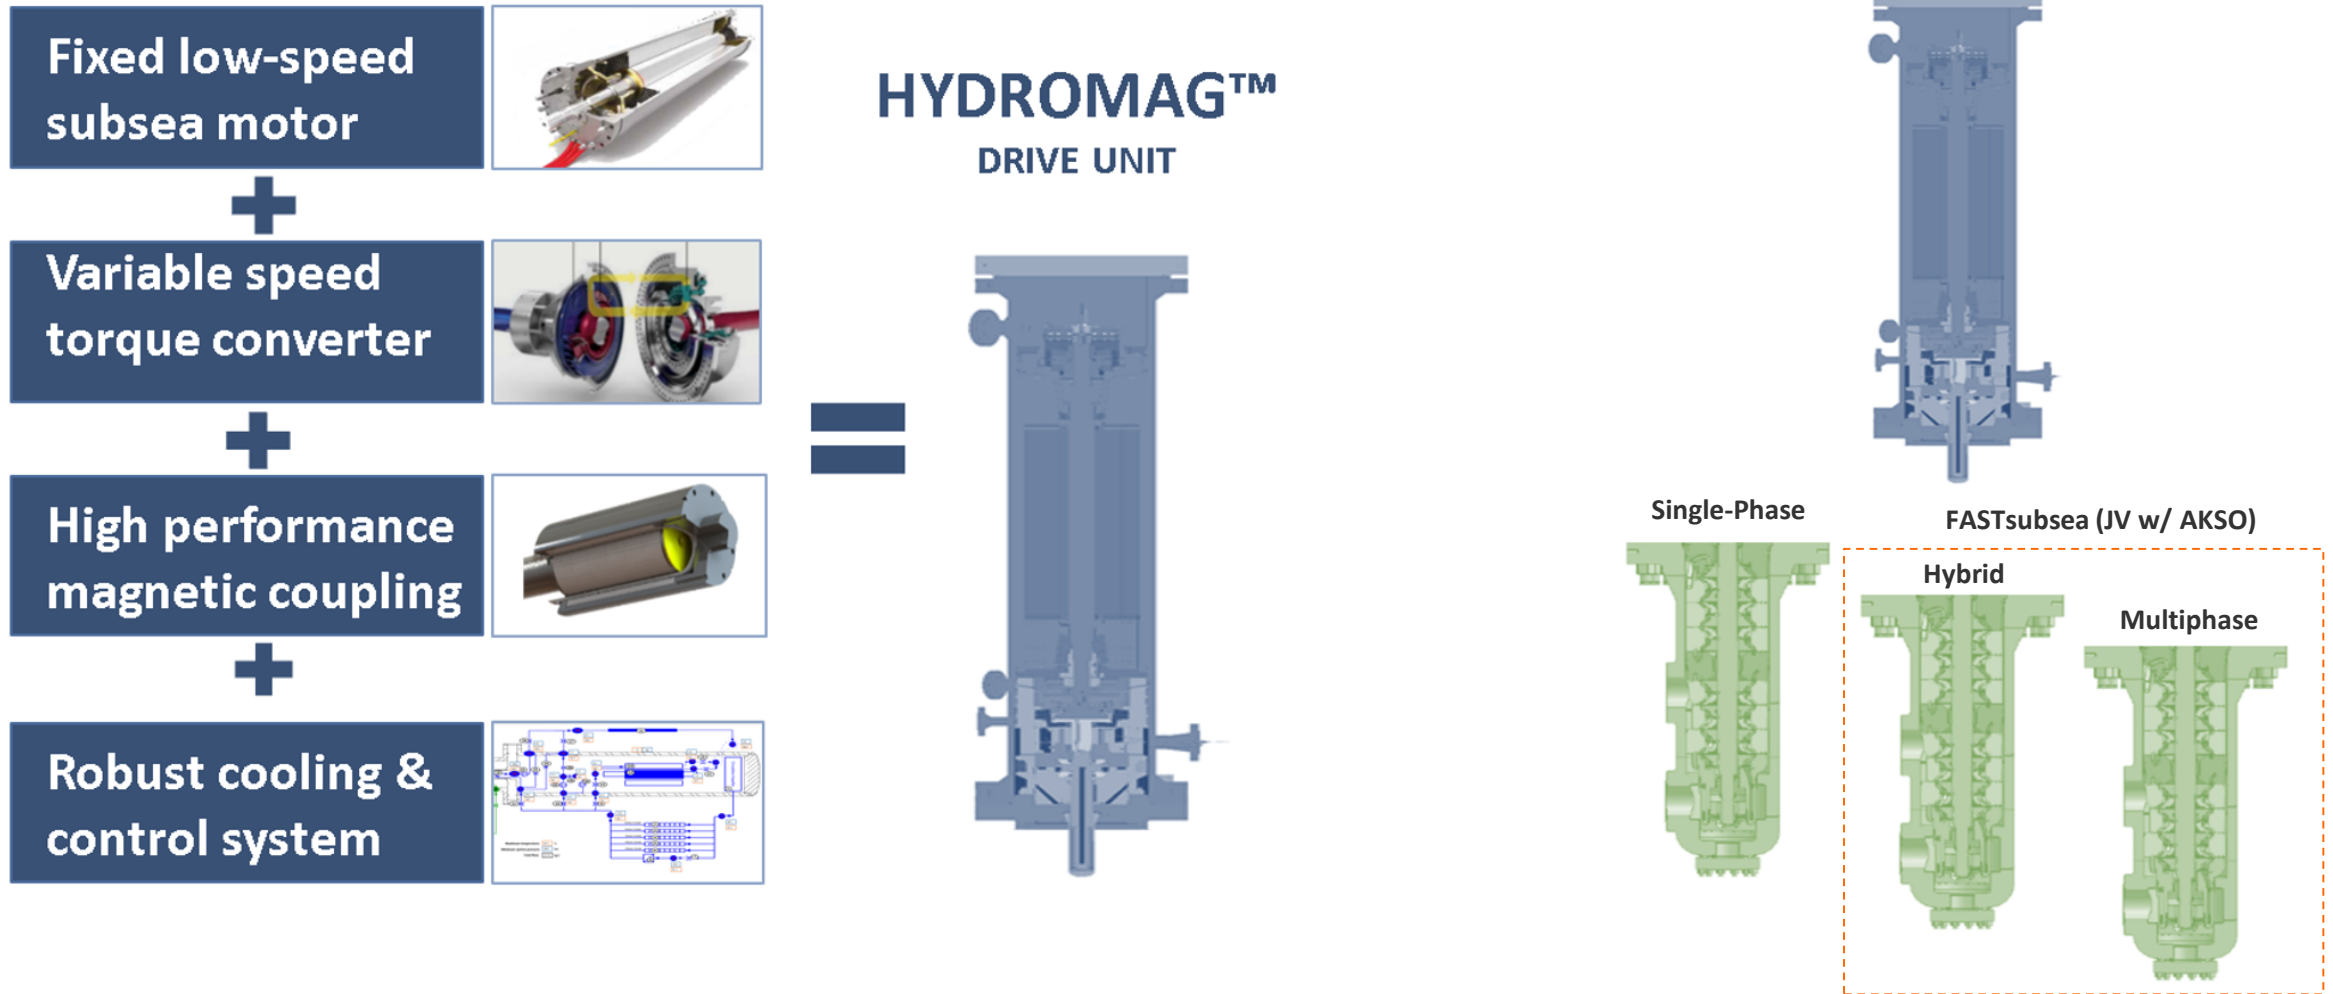 Fixed low-speed
subsea motor
Variable speed
torque converter
High performance
magnetic coupling
Robust cooling &
control system
HYDROMAG™
DRIVE UNIT
Single-Phase
FASTsubsea (JV w/ AKSO)
Hybrid
Multiphase